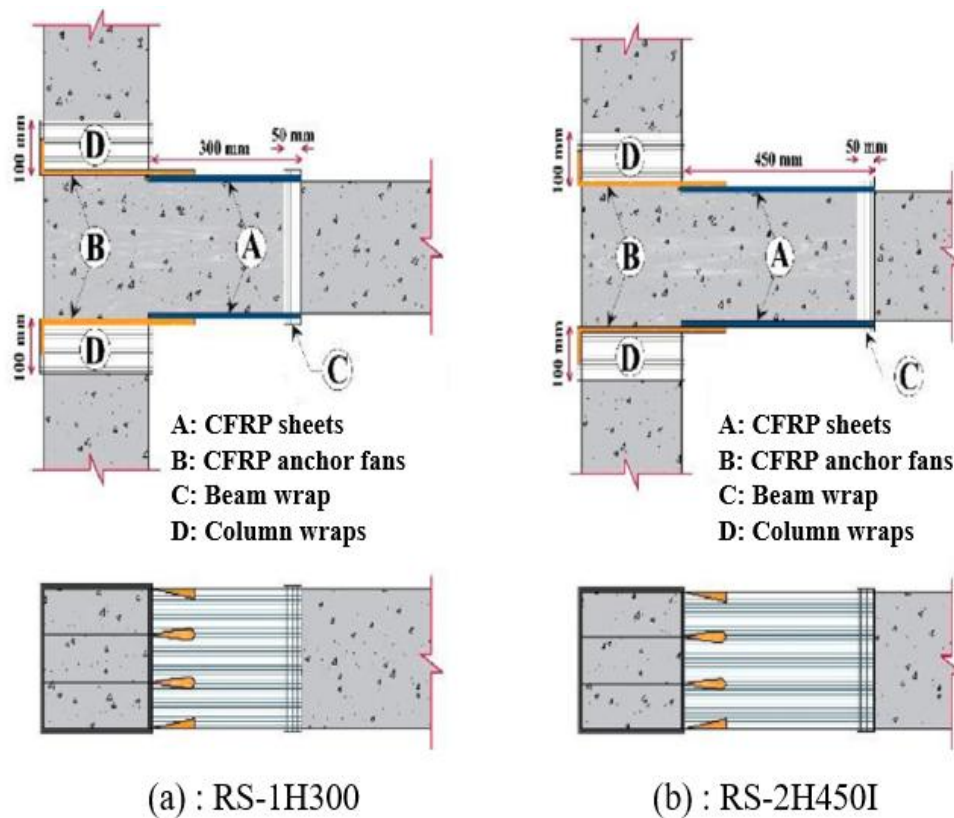 50 mm
300 mm
100 mm
D
B
A
100 mm
D
C
A: CFRP sheets
B: CFRP anchor fans
C: Beam wrap
D: Column wraps
(a) : RS-1H300
50 mm
450 mm
100 mm
D
B
A
100 mm
D
C
A: CFRP sheets
B: CFRP anchor fans
C: Beam wrap
D: Column wraps
(b) : RS-2H450I